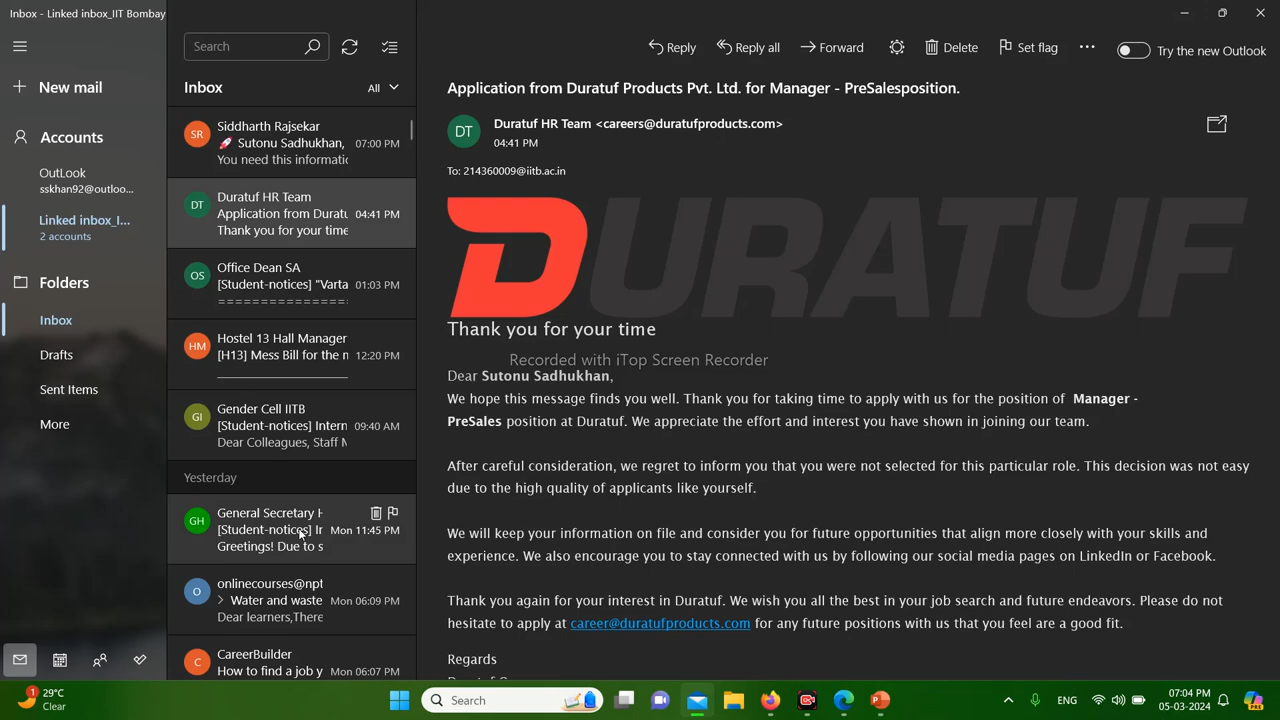 Inbox - Linked inbox_IIT Bombay
Search
Reply
Reply all
Forward
Delete
Set flag
Try the new Outlook
New mail
Accounts
OutLook
sskhan92@outloo...
Linked inbox_I...
2 accounts
Folders
Inbox
Drafts
Sent Items
More
Inbox
All
SR
Siddharth Rajsekar
🚀 Sutonu Sadhukhan, 07:00 PM
You need this informatic
DT
Duratuf HR Team
Application from Duratu 04:41 PM
Thank you for your time
OS
Office Dean SA
[Student-notices] "Varta 01:03 PM
====================
HM
Hostel 13 Hall Manager
[H13] Mess Bill for the m 12:20 PM
GI
Gender Cell IITB
[Student-notices] Intern 09:40 AM
Dear Colleagues, Staff M
Yesterday
GH
General Secretary H
[Student-notices] Ir Mon 11:45 PM
Greetings! Due to s
O
onlinecourses@npt
Water and waste Mon 06:09 PM
Dear learners,There
C
CareerBuilder
How to find a job y Mon 06:07 PM
Application from Duratuf Products Pvt. Ltd. for Manager - PreSalesposition.
DT
Duratuf HR Team <careers@duratufproducts.com>
04:41 PM
To: 214360009@iitb.ac.in
DURATUF
Thank you for your time
Recorded with iTop Screen Recorder
Dear Sutonu Sadhukhan,
We hope this message finds you well. Thank you for taking time to apply with us for the position of Manager -
PreSales position at Duratuf. We appreciate the effort and interest you have shown in joining our team.
After careful consideration, we regret to inform you that you were not selected for this particular role. This decision was not easy
due to the high quality of applicants like yourself.
We will keep your information on file and consider you for future opportunities that align more closely with your skills and
experience. We also encourage you to stay connected with us by following our social media pages on LinkedIn or Facebook.
Thank you again for your interest in Duratuf. We wish you all the best in your job search and future endeavors. Please do not
hesitate to apply at career@duratufproducts.com for any future positions with us that you feel are a good fit.
Regards
29°C
Clear
1
Search
ENG
07:04 PM
05-03-2024